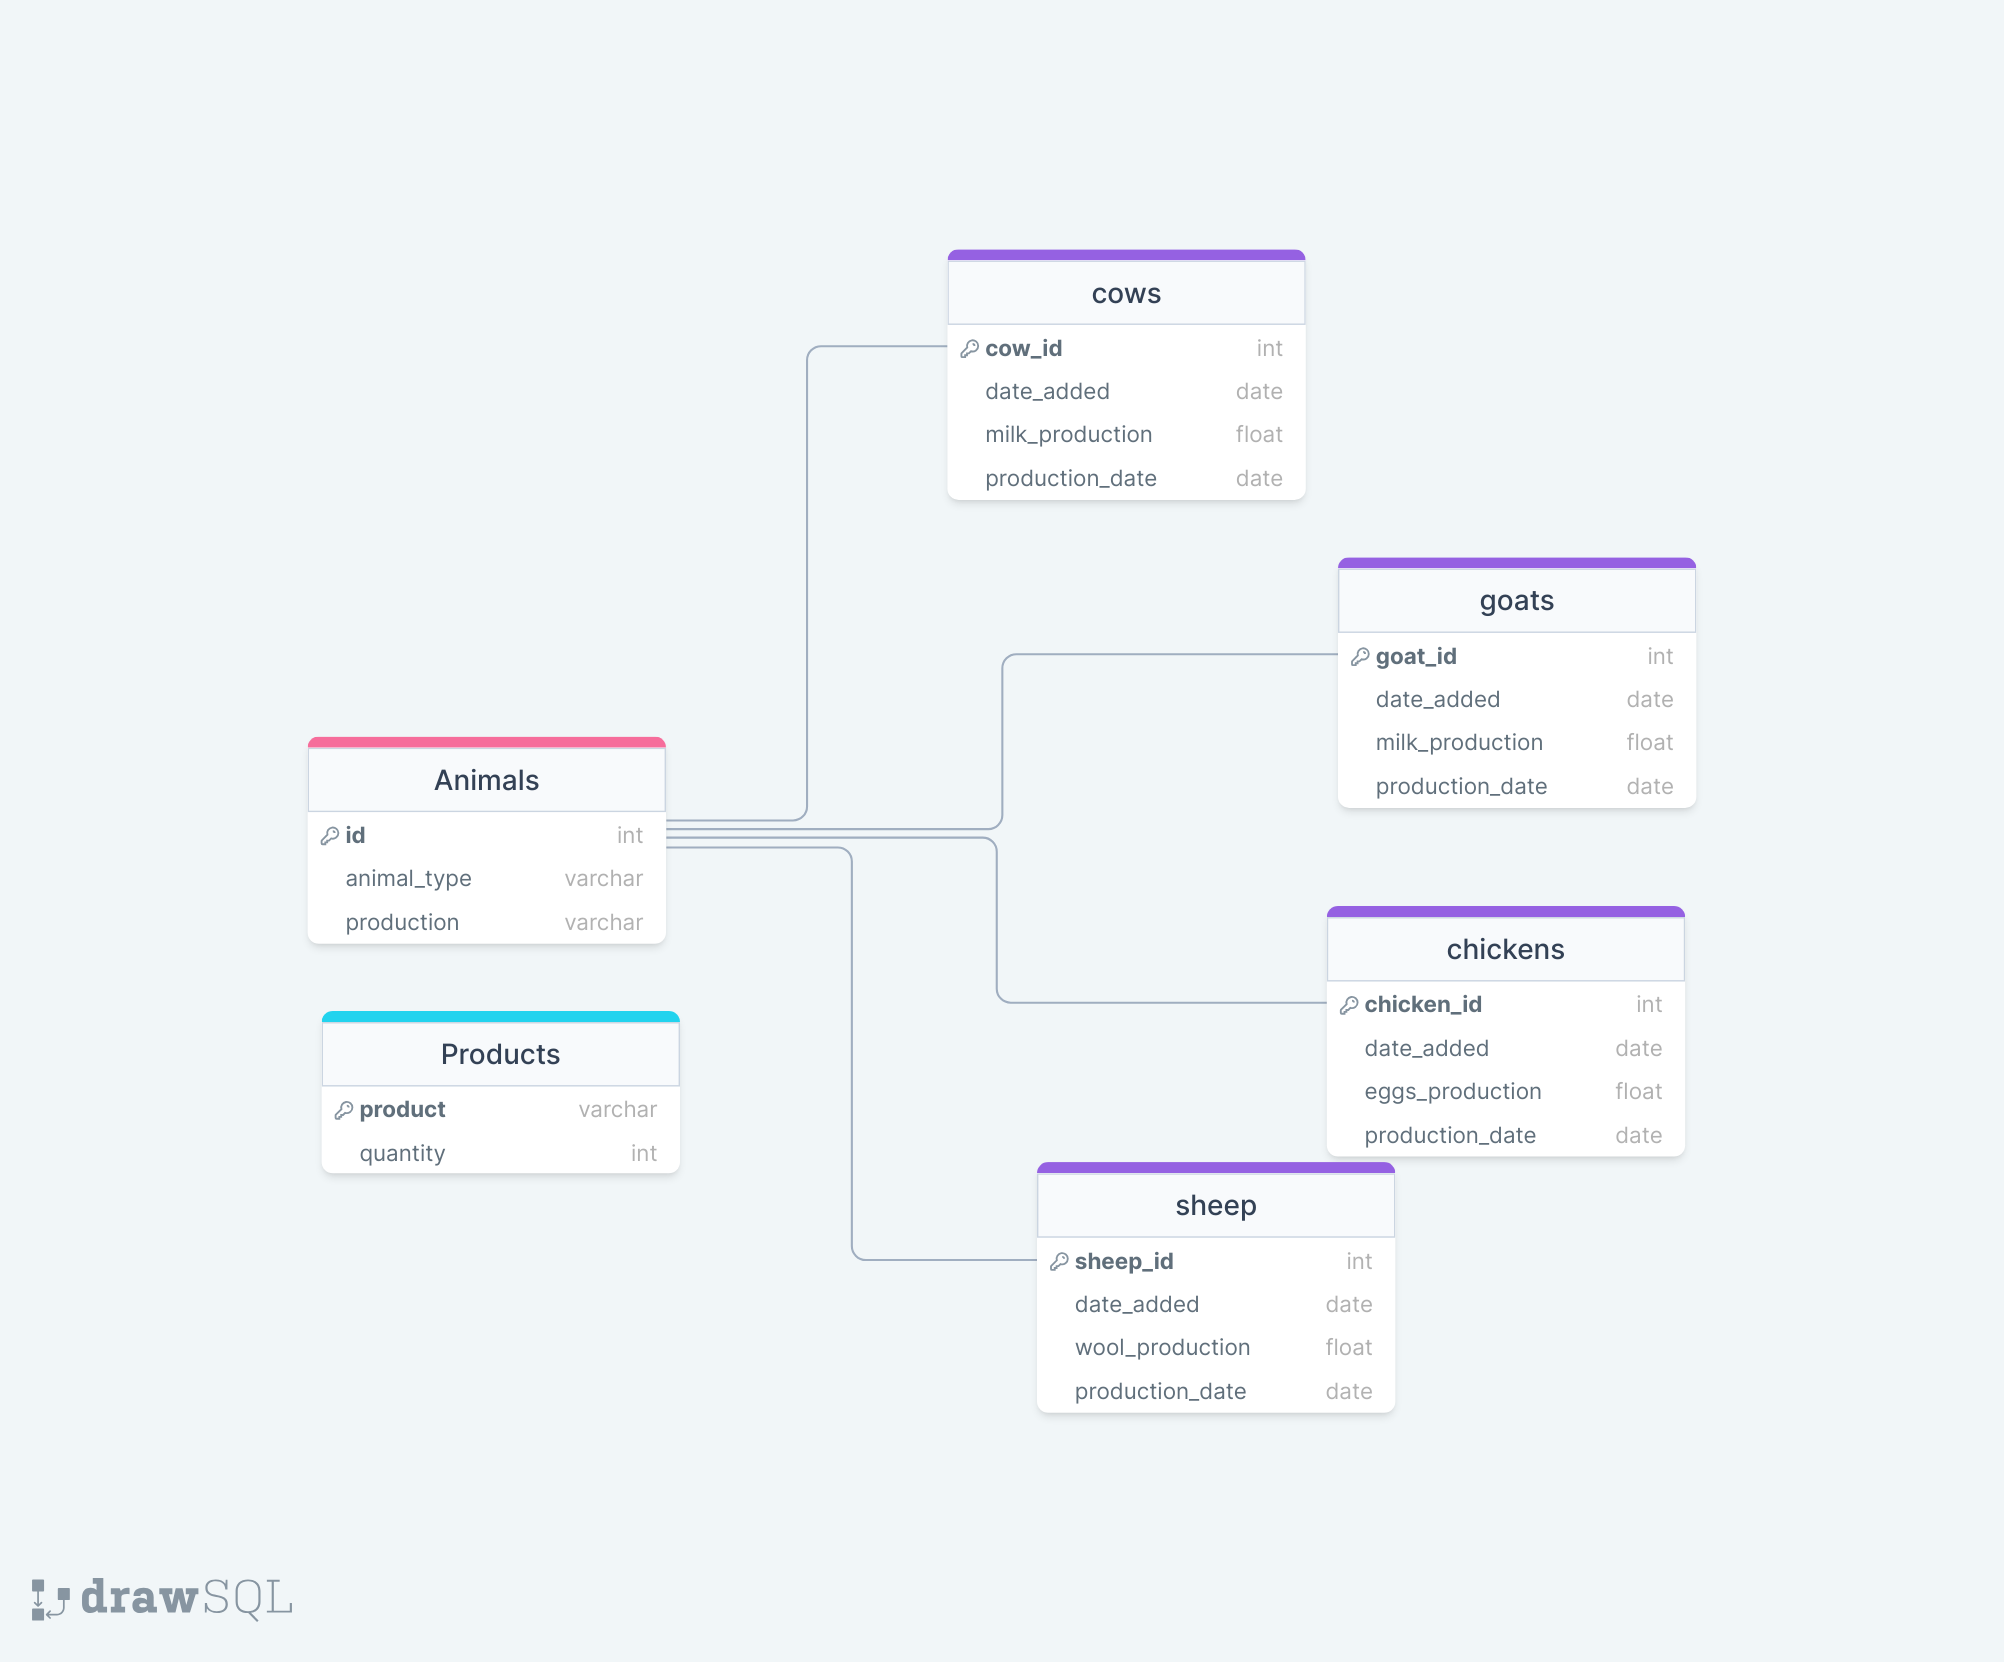 cows
cow_id int
date_added date
milk_production float
production_date date
goats
goat_id int
date_added date
milk_production float
production_date date
Animals
id int
animal_type varchar
production varchar
chickens
chicken_id int
date_added date
eggs_production float
production_date date
Products
product varchar
quantity int
sheep
sheep_id int
date_added date
wool_production float
production_date date
drawSQL